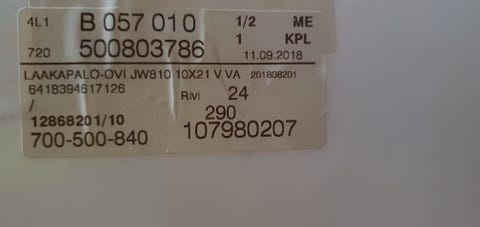 4L1 B 057 010 1/2 ME
720 500803786 1 KPL
11.09.2018
LAAKAPALO-OVI JW810 10X21 V VA 201808201
6418394617126 Rivi 24
/ 290
12868201/10 107980207
700-500-840